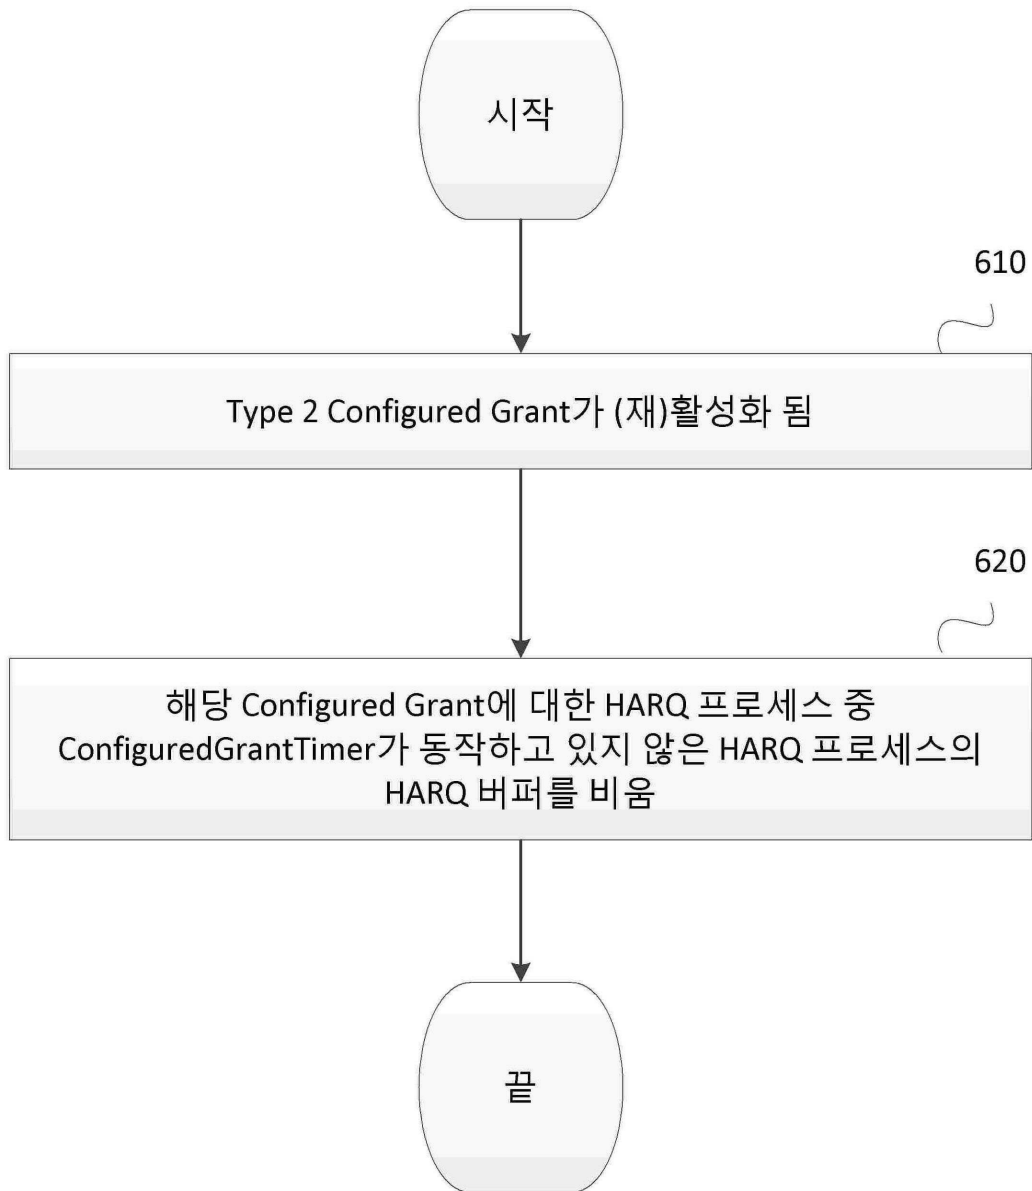 시작
610
Type 2 Configured Grant가 (재)활성화 됨
620
해당 Configured Grant에 대한 HARQ 프로세스 중
ConfiguredGrantTimer가 동작하고 있지 않은 HARQ 프로세스의
HARQ 버퍼를 비움
끝